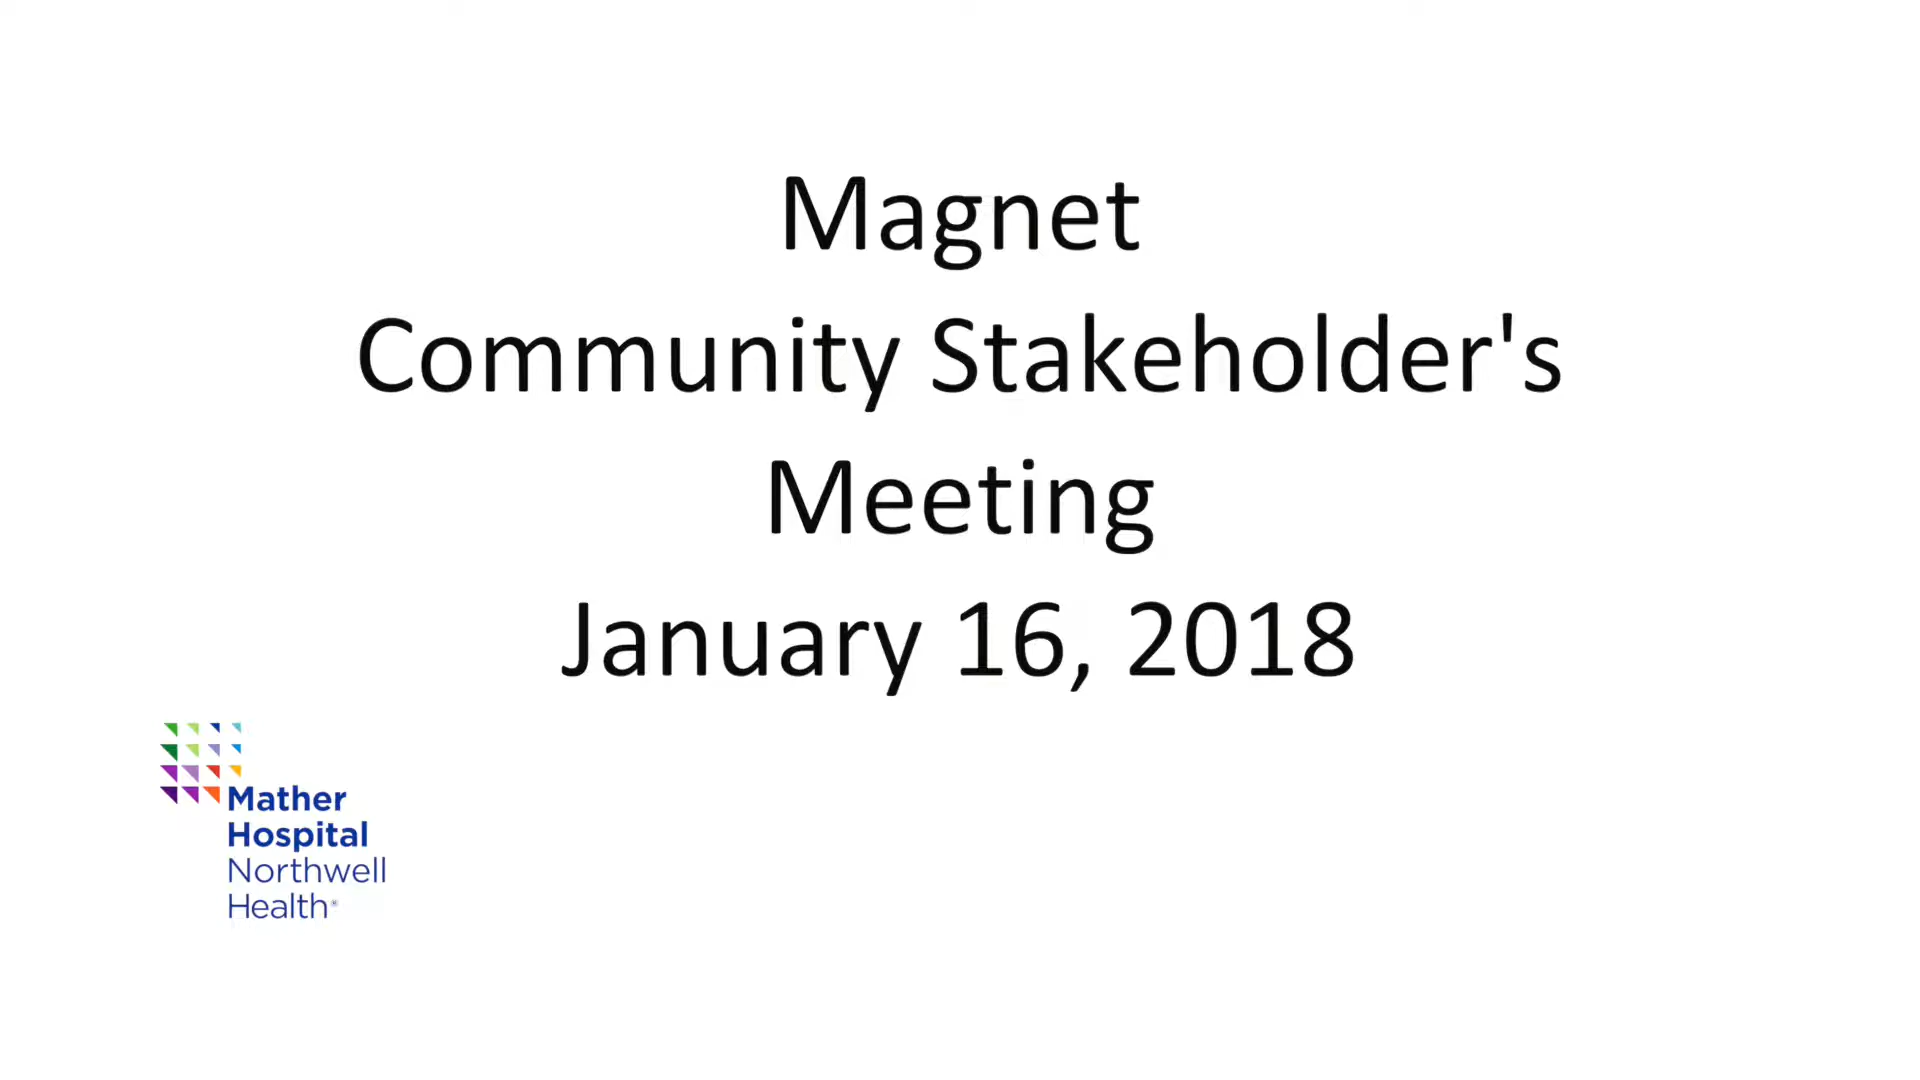 Magnet
Community Stakeholder's
Meeting
January 16, 2018
Mather
Hospital
Northwell
Health®